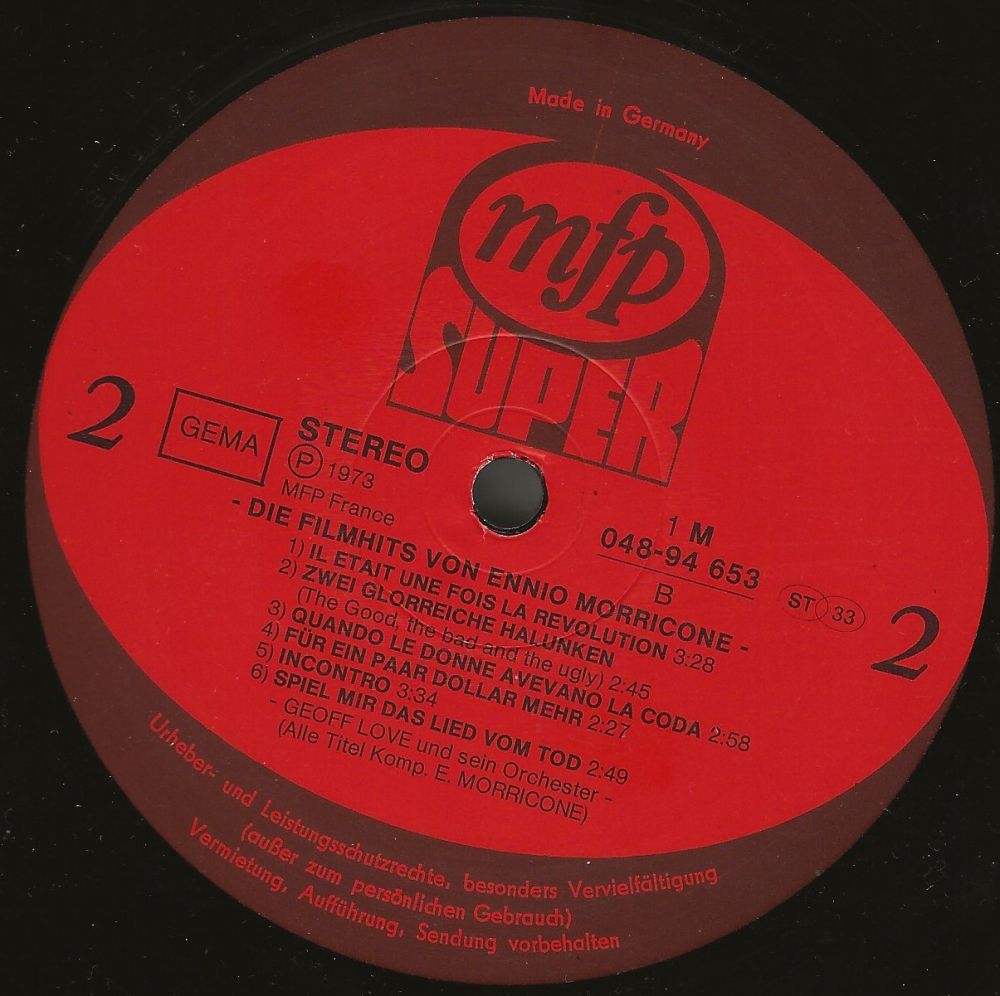 Made in Germany
mfp
SUPER
2
GEMA
STEREO
Ⓟ 1973
MFP France
1 M
048-94 653
B
ST 33
2
- DIE FILMHITS VON ENNIO MORRICONE -
1) IL ETAIT UNE FOIS LA REVOLUTION 3:28
2) ZWEI GLORREICHE HALUNKEN
(The Good, the bad and the ugly) 2:45
3) QUANDO LE DONNE AVEVANO LA CODA 2:58
4) FÜR EIN PAAR DOLLAR MEHR 2:27
5) INCONTRO 3:34
6) SPIEL MIR DAS LIED VOM TOD 2:49
- GEOFF LOVE und sein Orchester -
(Alle Titel Komp. E. MORRICONE)
Urheber- und Leistungsschutzrechte, besonders Vervielfältigung
(außer zum persönlichen Gebrauch)
Vermietung, Aufführung, Sendung vorbehalten